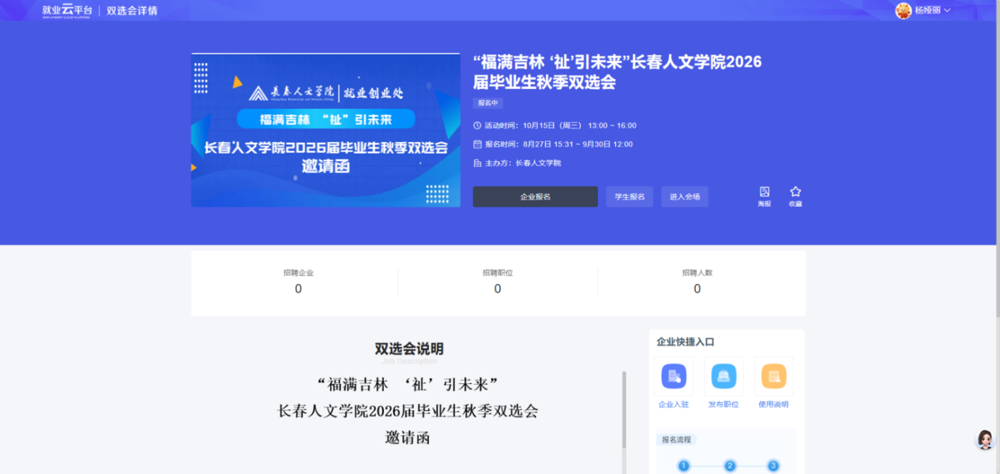 就业云平台 双选会详情
EMPLOYMENT CLOUD PLATFORM
杨娅丽
长春人文学院 就业创业处
福满吉林 “祉”引未来
长春人文学院2026届毕业生秋季双选会
邀请函
“福满吉林 ‘祉’引未来”长春人文学院2026
届毕业生秋季双选会
报名中
活动时间：10月15日（周三） 13:00 ~ 16:00
报名时间：8月27日 15:31 ~ 9月30日 12:00
主办方：长春人文学院
企业报名 学生报名 进入会场
海报 收藏
招聘企业 招聘职位 招聘人数
0 0 0
双选会说明
Job Description
“福满吉林 ‘祉’引未来”
长春人文学院2026届毕业生秋季双选会
邀请函
企业快捷入口
企业入驻 发布职位 使用说明
报名流程
1 2 3